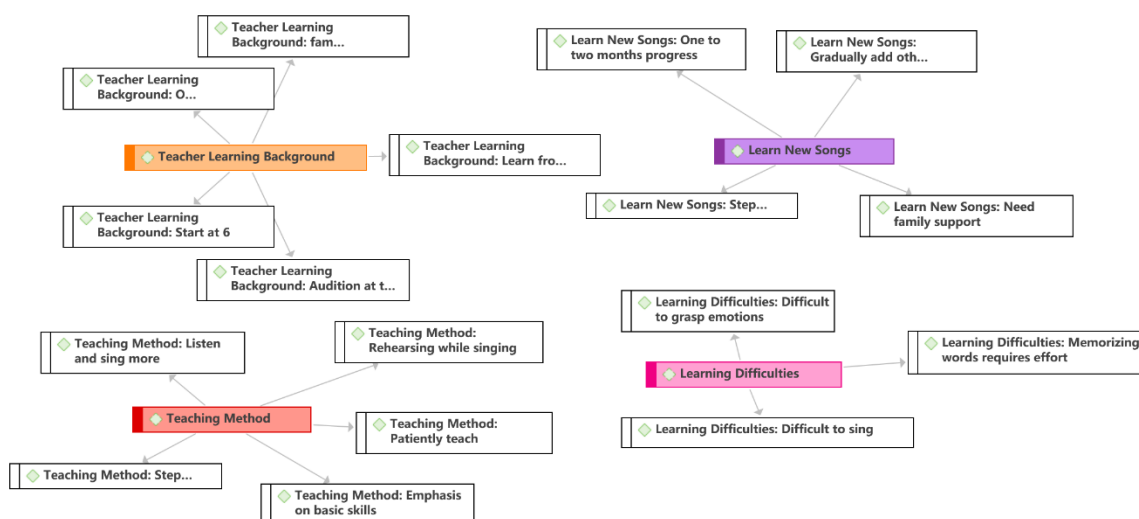 Teacher Learning
Background: fam...
Teacher Learning
Background: O...
Teacher Learning Background
Teacher Learning
Background: Learn fro...
Teacher Learning
Background: Start at 6
Teacher Learning
Background: Audition at t...
Learn New Songs: One to
two months progress
Learn New Songs:
Gradually add oth...
Learn New Songs
Learn New Songs: Step...
Learn New Songs: Need
family support
Teaching Method: Listen
and sing more
Teaching Method:
Rehearsing while singing
Teaching Method
Teaching Method:
Patiently teach
Teaching Method: Step...
Teaching Method: Emphasis
on basic skills
Learning Difficulties: Difficult
to grasp emotions
Learning Difficulties: Memorizing
words requires effort
Learning Difficulties
Learning Difficulties: Difficult to sing